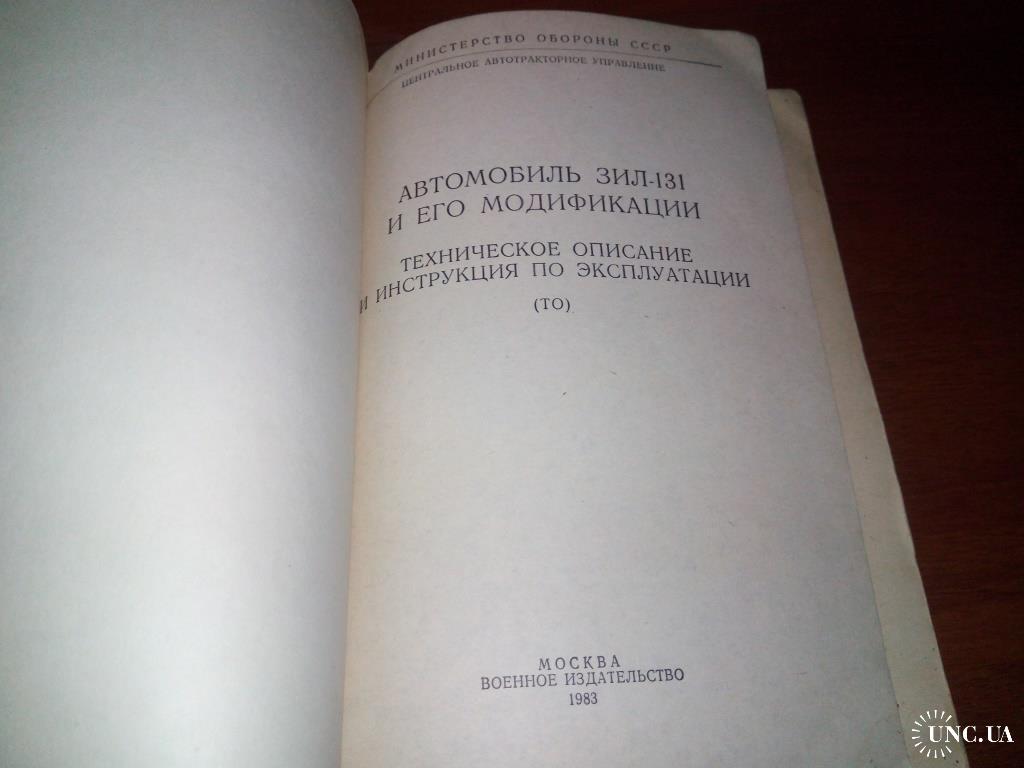 МИНИСТЕРСТВО ОБОРОНЫ СССР
ЦЕНТРАЛЬНОЕ АВТОТРАКТОРНОЕ УПРАВЛЕНИЕ
АВТОМОБИЛЬ ЗИЛ-131
И ЕГО МОДИФИКАЦИИ
ТЕХНИЧЕСКОЕ ОПИСАНИЕ
И ИНСТРУКЦИЯ ПО ЭКСПЛУАТАЦИИ
(ТО)
МОСКВА
ВОЕННОЕ ИЗДАТЕЛЬСТВО
1983
UNC.UA